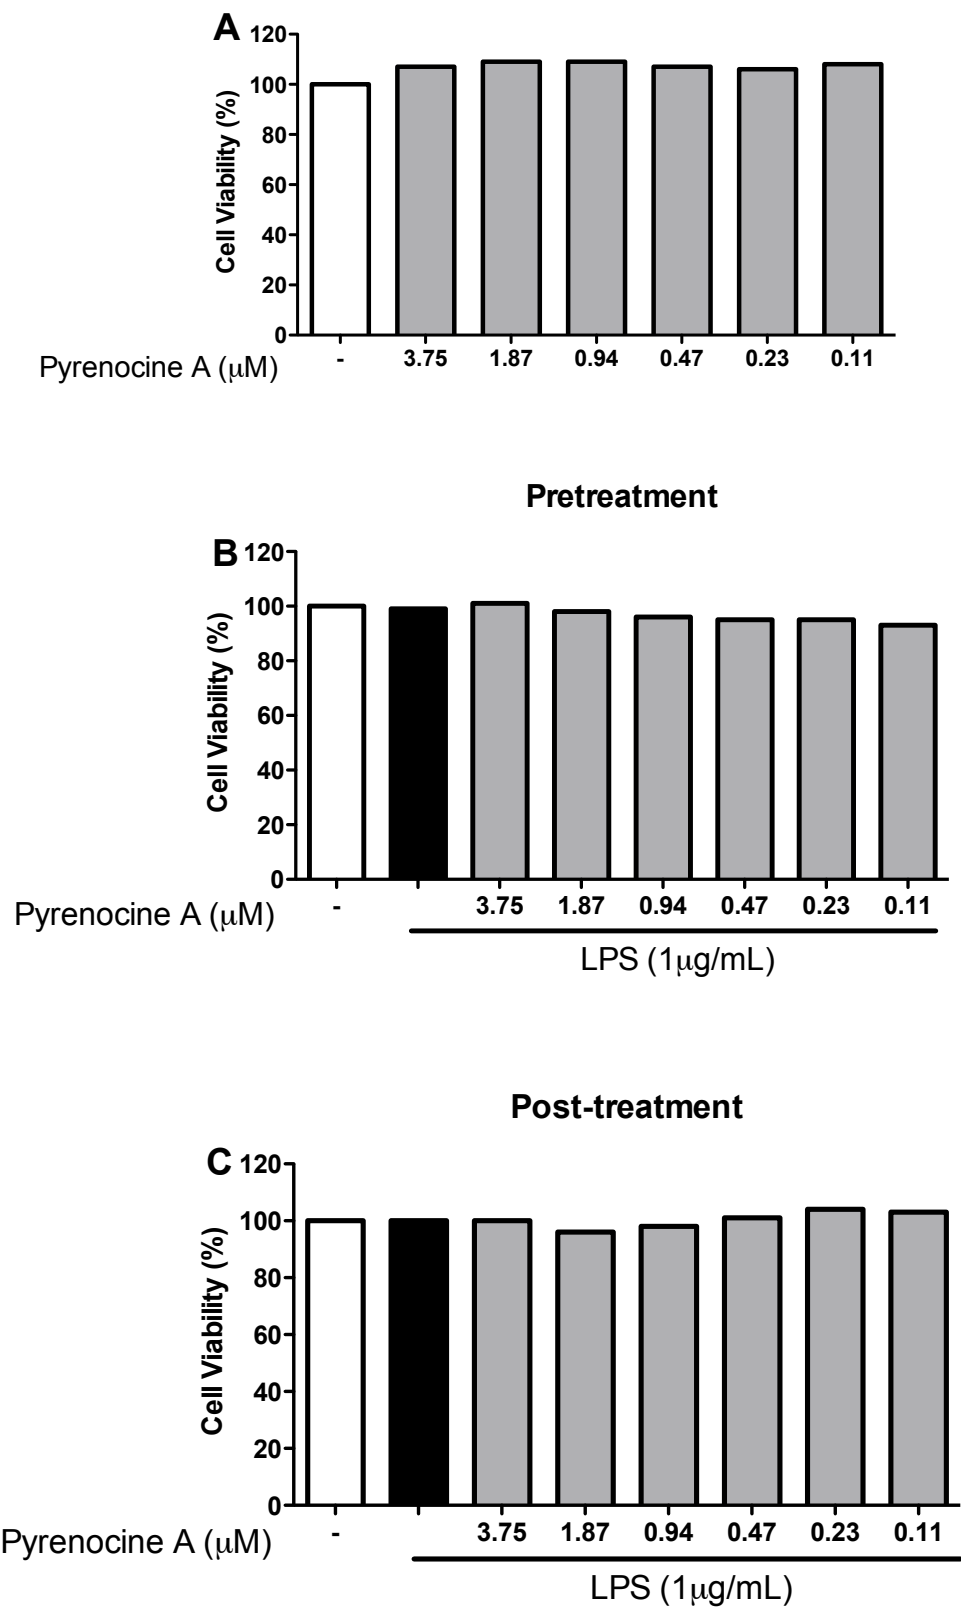 A
120
100
80
60
40
20
0
Cell Viability (%)
Pyrenocine A (μM) - 3.75 1.87 0.94 0.47 0.23 0.11
Pretreatment
B
120
100
80
60
40
20
0
Cell Viability (%)
Pyrenocine A (μM) - 3.75 1.87 0.94 0.47 0.23 0.11
LPS (1μg/mL)
Post-treatment
C
120
100
80
60
40
20
0
Cell Viability (%)
Pyrenocine A (μM) - 3.75 1.87 0.94 0.47 0.23 0.11
LPS (1μg/mL)